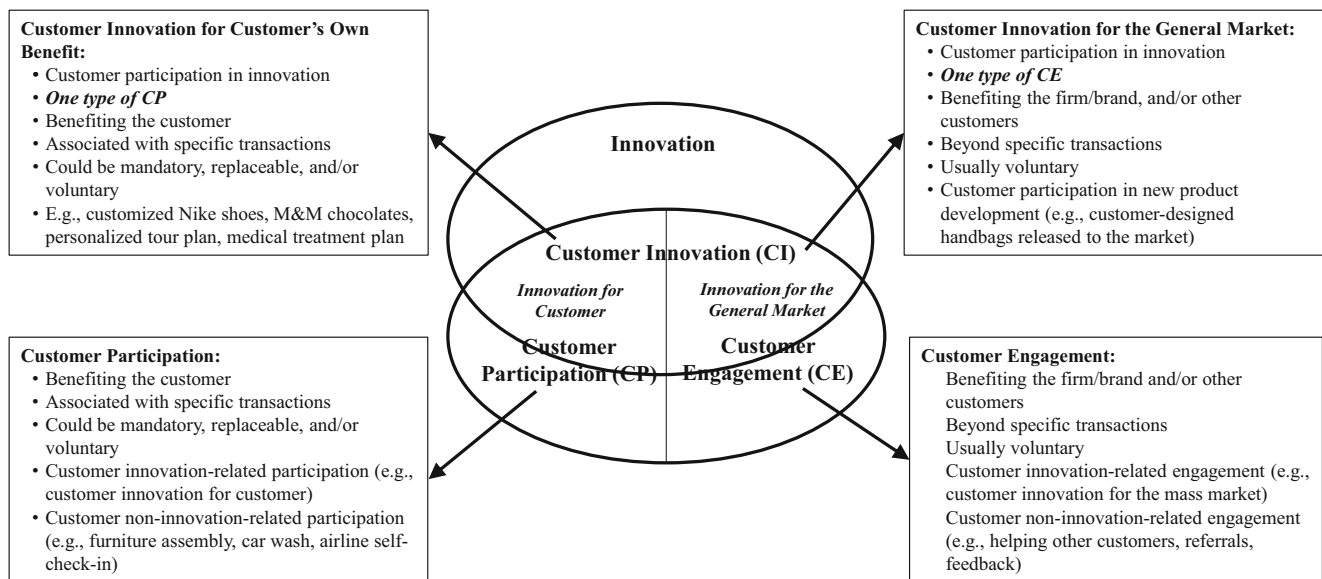 Customer Innovation for Customer's Own
Benefit:
• Customer participation in innovation
• One type of CP
• Benefiting the customer
• Associated with specific transactions
• Could be mandatory, replaceable, and/or
voluntary
• E.g., customized Nike shoes, M&M chocolates,
personalized tour plan, medical treatment plan
Customer Innovation for the General Market:
• Customer participation in innovation
• One type of CE
• Benefiting the firm/brand, and/or other
customers
• Beyond specific transactions
• Usually voluntary
• Customer participation in new product
development (e.g., customer-designed
handbags released to the market)
Innovation
Customer Innovation (CI)
Innovation for
Customer
Innovation for the
General Market
Customer
Participation (CP)
Customer
Engagement (CE)
Customer Participation:
• Benefiting the customer
• Associated with specific transactions
• Could be mandatory, replaceable, and/or
voluntary
• Customer innovation-related participation (e.g.,
customer innovation for customer)
• Customer non-innovation-related participation
(e.g., furniture assembly, car wash, airline self-
check-in)
Customer Engagement:
Benefiting the firm/brand and/or other
customers
Beyond specific transactions
Usually voluntary
Customer innovation-related engagement (e.g.,
customer innovation for the mass market)
Customer non-innovation-related engagement
(e.g., helping other customers, referrals,
feedback)